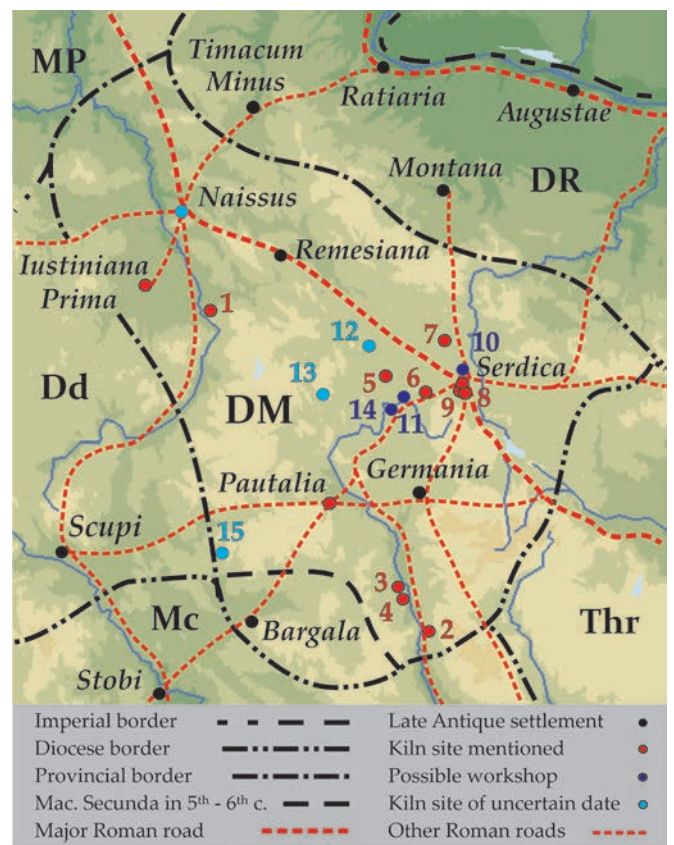 MP
Timacum
Minus
Ratiaria
Augustae
Montana
DR
Naissus
Remesiana
Iustiniana
Prima
1
12
7
10
Serdica
13
5
6
Dd
DM
14
11
9
8
Pautalia
Germania
Scupi
15
3
4
2
Mc
Bargala
Thr
Stobi
Imperial border
Diocese border
Provincial border
Mac. Secunda in 5th - 6th c.
Major Roman road
Late Antique settlement
Kiln site mentioned
Possible workshop
Kiln site of uncertain date
Other Roman roads